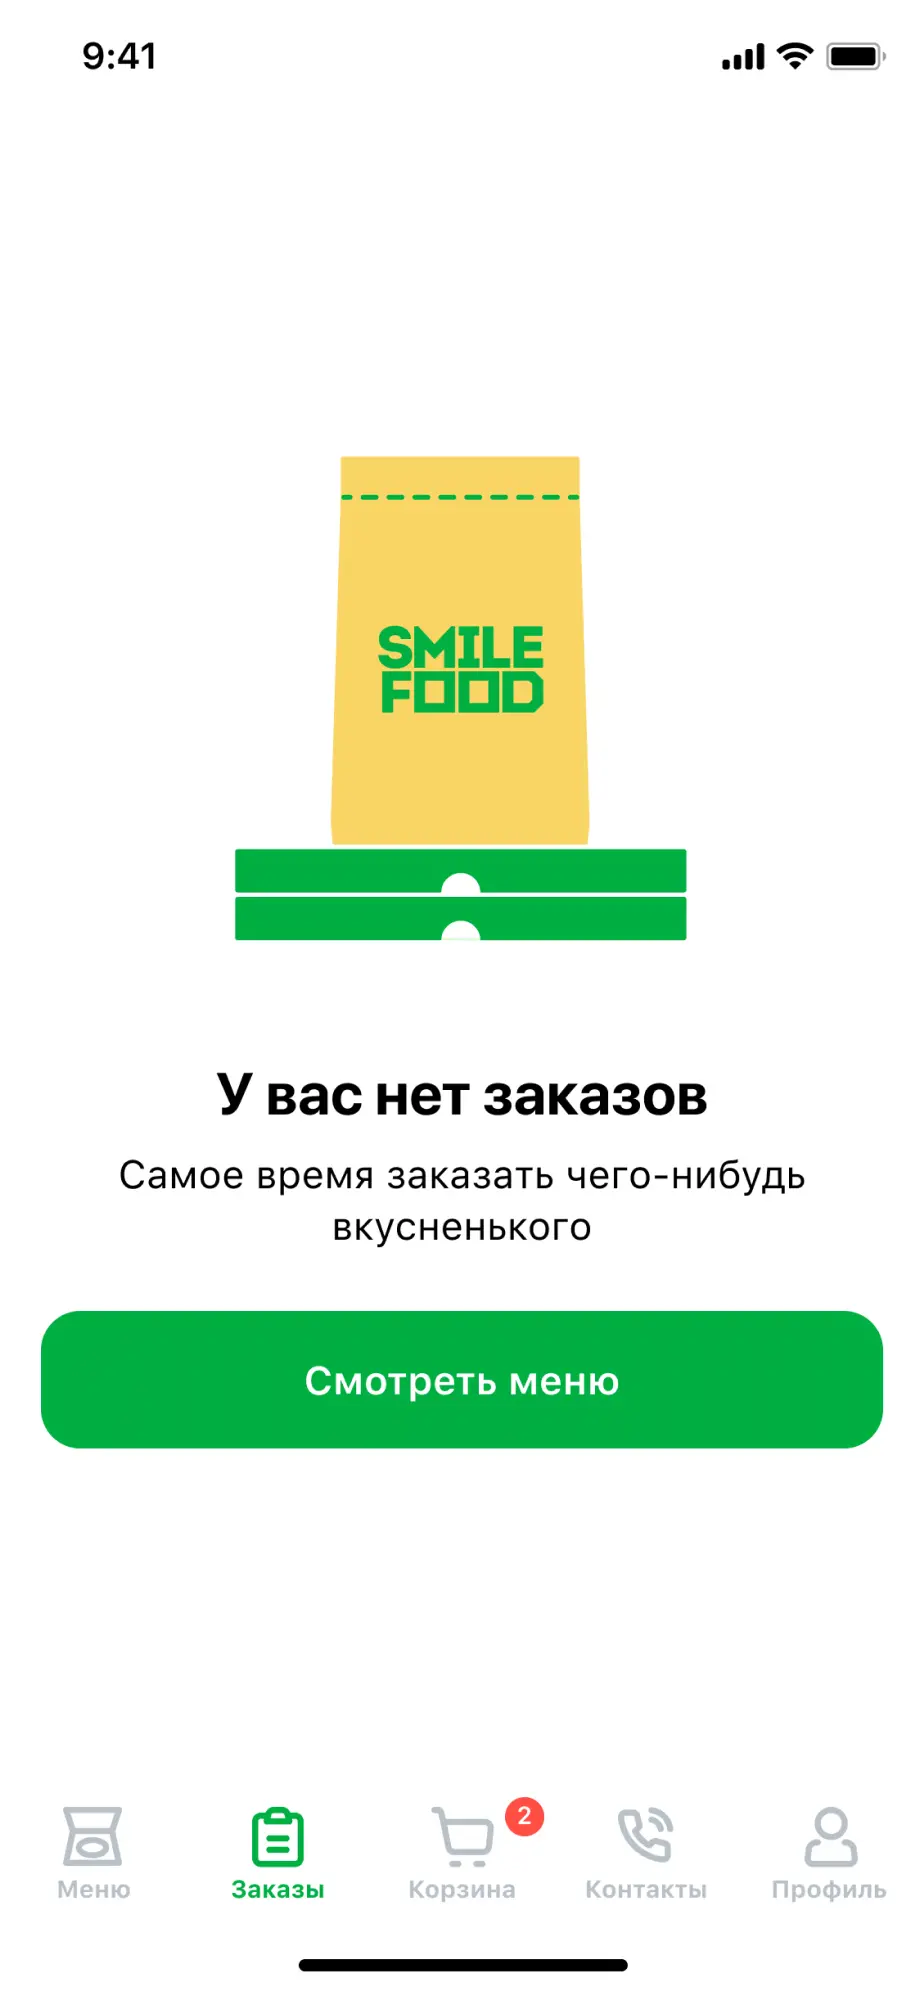 9:41
SMILE
FOOD
У вас нет заказов
Самое время заказать чего-нибудь
вкусненького
Смотреть меню
2
Меню
Заказы
Корзина
Контакты
Профиль